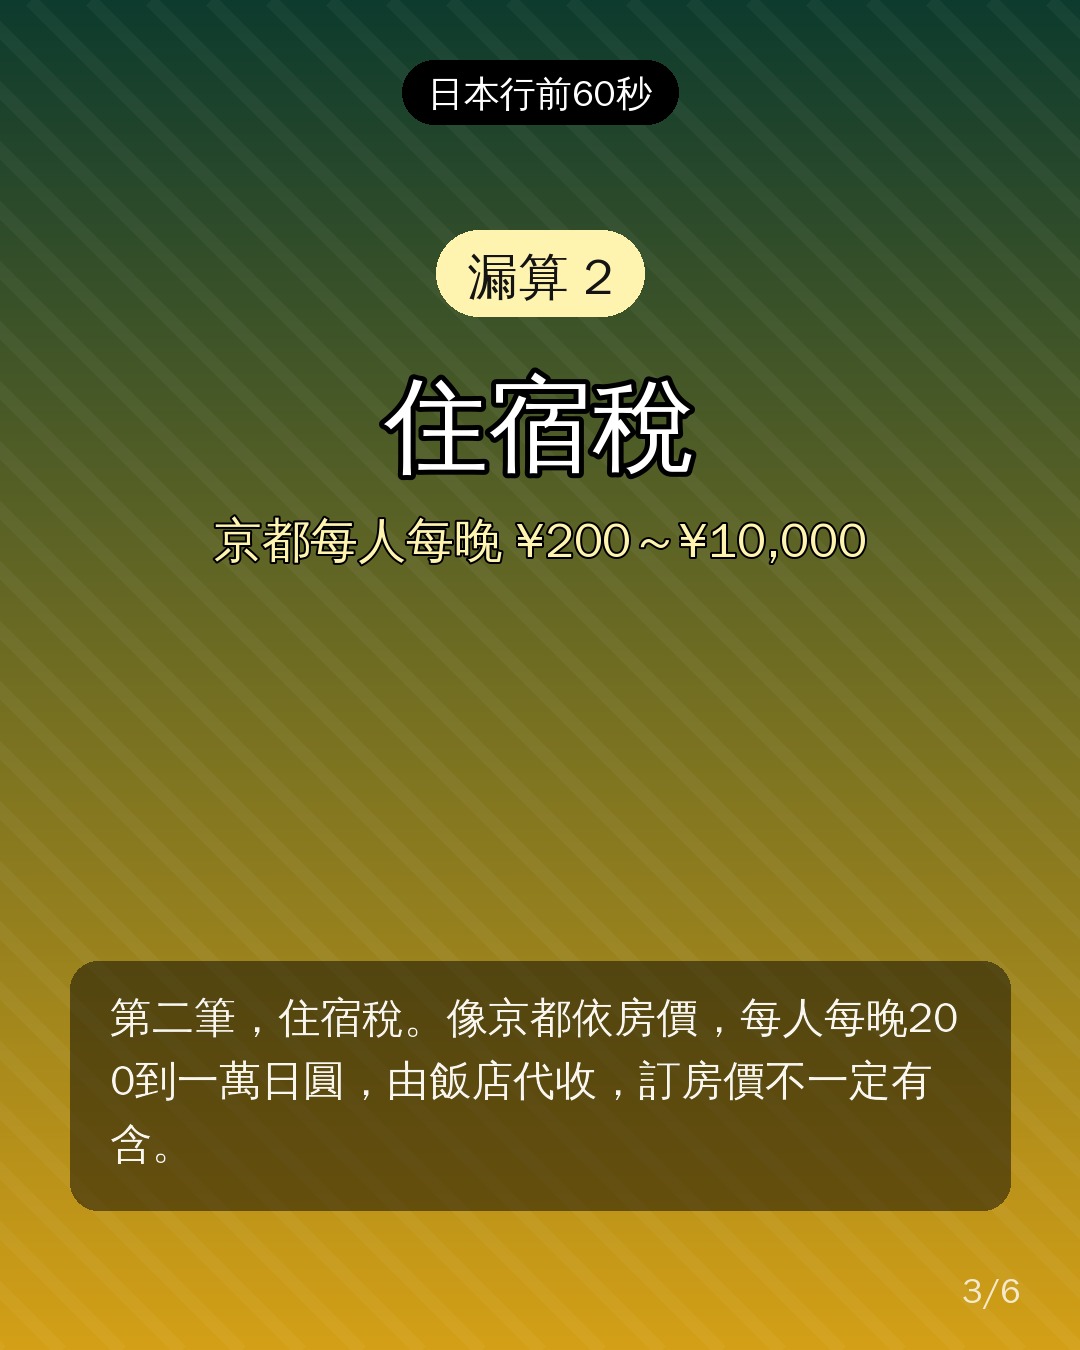 日本行前60秒
漏算 2
住宿稅
京都每人每晚 ¥200～¥10,000
第二筆，住宿稅。像京都依房價，每人每晚20
0到一萬日圓，由飯店代收，訂房價不一定有
含。
3/6